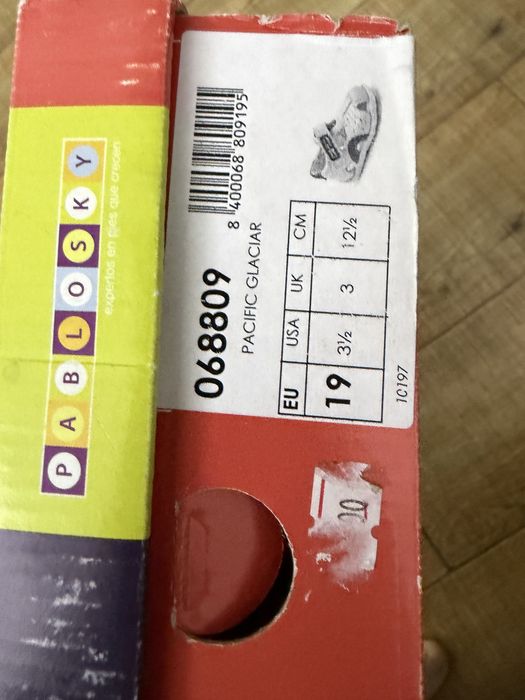 PABLOSKY
expertos en pies que crecen
8 400068 809195
068809
PACIFIC GLACIAR
EU USA UK CM
19 3½ 3 12½
10197